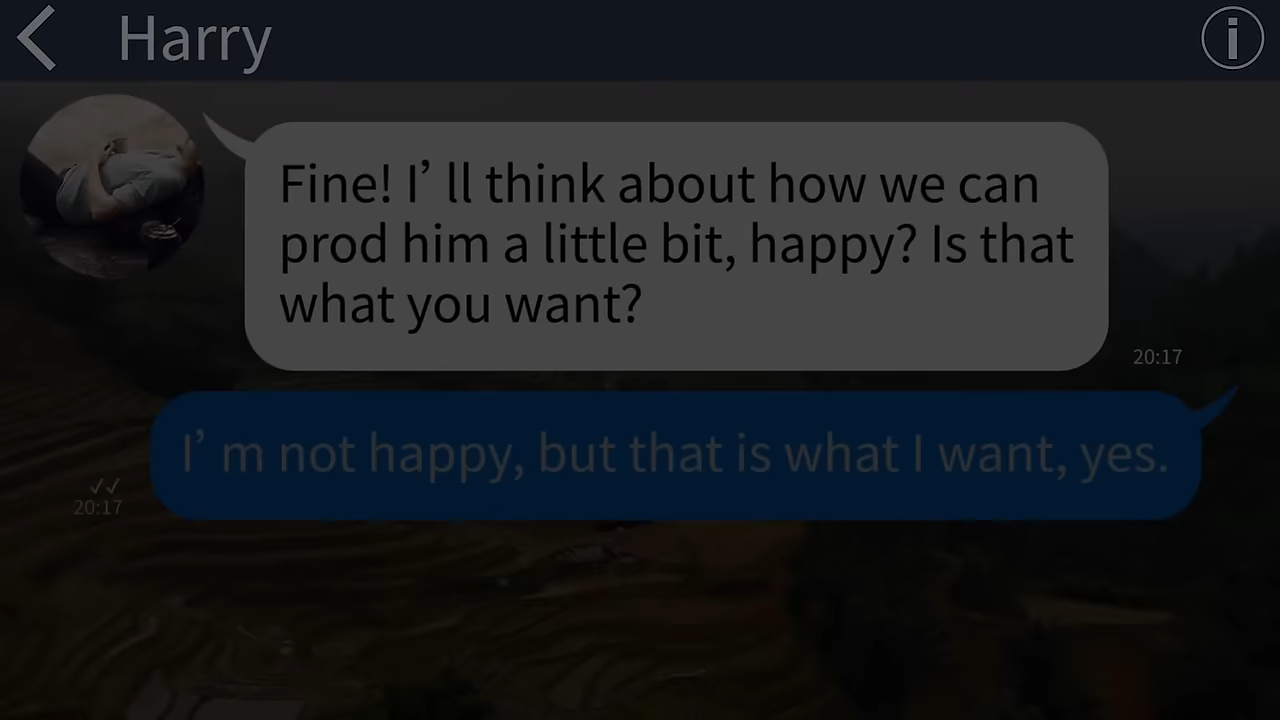 Harry
Fine! I’ ll think about how we can
prod him a little bit, happy? Is that
what you want?
20:17
I’ m not happy, but that is what I want, yes.
20:17